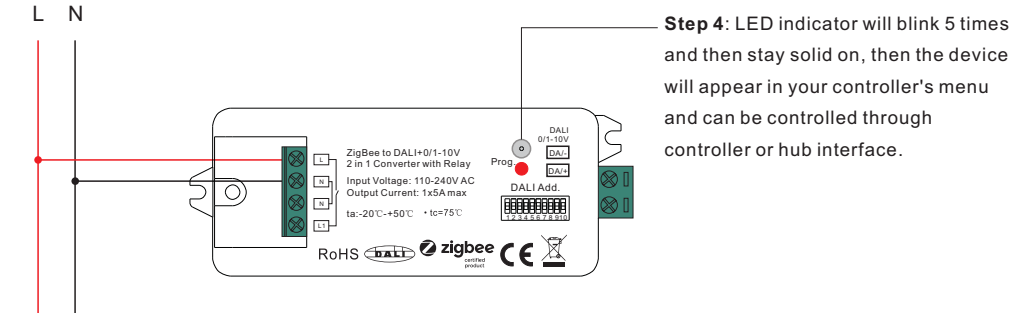 L N
Step 4: LED indicator will blink 5 times
and then stay solid on, then the device
will appear in your controller's menu
and can be controlled through
controller or hub interface.
DALI
0/1-10V
L
ZigBee to DALI+0/1-10V
2 in 1 Converter with Relay
Prog.
DA/-
N
Input Voltage: 110-240V AC
Output Current: 1x5A max
DA/+
N
DALI Add.
L1
ta:-20℃-+50℃ • tc=75℃
1 2 3 4 5 6 7 8 9 10
RoHS
DALI
zigbee
certified
product
CE